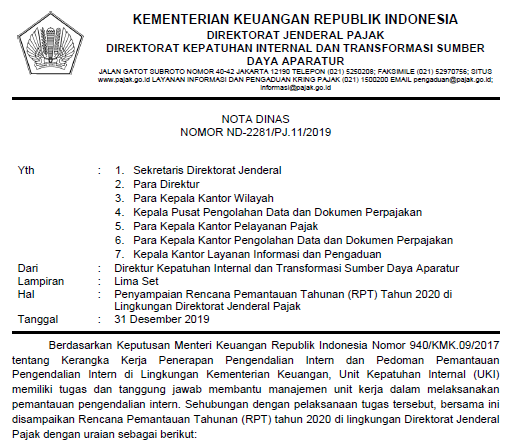 KEMENTERIAN KEUANGAN REPUBLIK INDONESIA
DIREKTORAT JENDERAL PAJAK
DIREKTORAT KEPATUHAN INTERNAL DAN TRANSFORMASI SUMBER
DAYA APARATUR
JALAN GATOT SUBROTO NOMOR 40-42 JAKARTA 12190 TELEPON (021) 5250208; FAKSIMILE (021) 52970756; SITUS
www.pajak.go.id LAYANAN INFORMASI DAN PENGADUAN KRING PAJAK (021) 1500200 EMAIL pengaduan@pajak.go.id;
informasi@pajak.go.id
NOTA DINAS
NOMOR ND-2281/PJ.11/2019
Yth : 1. Sekretaris Direktorat Jenderal
2. Para Direktur
3. Para Kepala Kantor Wilayah
4. Kepala Pusat Pengolahan Data dan Dokumen Perpajakan
5. Para Kepala Kantor Pelayanan Pajak
6. Para Kepala Kantor Pengolahan Data dan Dokumen Perpajakan
7. Kepala Kantor Layanan Informasi dan Pengaduan
Dari : Direktur Kepatuhan Internal dan Transformasi Sumber Daya Aparatur
Lampiran : Lima Set
Hal : Penyampaian Rencana Pemantauan Tahunan (RPT) Tahun 2020 di
Lingkungan Direktorat Jenderal Pajak
Tanggal : 31 Desember 2019
Berdasarkan Keputusan Menteri Keuangan Republik Indonesia Nomor 940/KMK.09/2017
tentang Kerangka Kerja Penerapan Pengendalian Intern dan Pedoman Pemantauan
Pengendalian Intern di Lingkungan Kementerian Keuangan, Unit Kepatuhan Internal (UKI)
memiliki tugas dan tanggung jawab membantu manajemen unit kerja dalam melaksanakan
pemantauan pengendalian intern. Sehubungan dengan pelaksanaan tugas tersebut, bersama ini
disampaikan Rencana Pemantauan Tahunan (RPT) tahun 2020 di lingkungan Direktorat Jenderal
Pajak dengan uraian sebagai berikut: